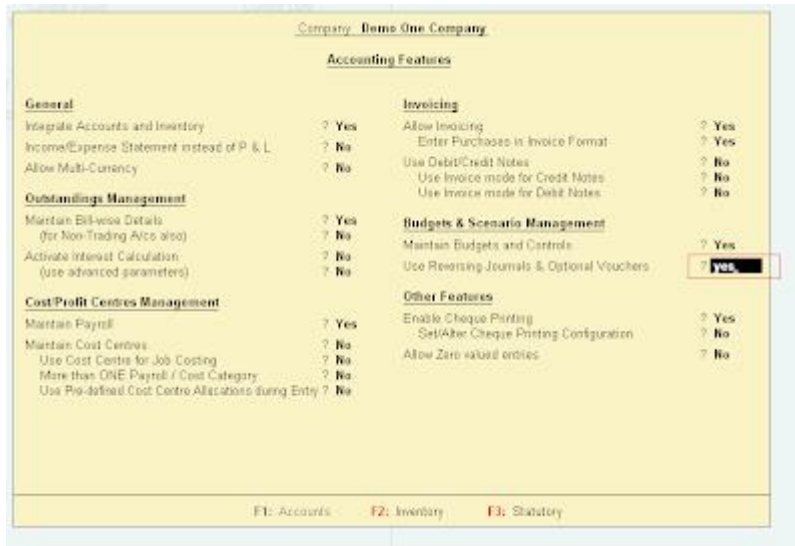 Company Demo One Company
Accounting Features
General
Integrate Accounts and Inventory ? Yes
Income/Expense Statement instead of P & L ? No
Allow Multi-Currency ? No
Outstandings Management
Maintain Bill-wise Details ? Yes
(for Non-Trading A/cs also) ? No
Activate Interest Calculation ? No
(use advanced parameters) ? No
Cost/Profit Centres Management
Maintain Payroll ? Yes
Maintain Cost Centres ? No
Use Cost Centre for Job Costing ? No
More than ONE Payroll / Cost Category ? No
Use Pre-defined Cost Centre Allocations during Entry ? No
Invoicing
Allow Invoicing ? Yes
Enter Purchases in Invoice Format ? Yes
Use Debit/Credit Notes ? No
Use Invoice mode for Credit Notes ? No
Use Invoice mode for Debit Notes ? No
Budgets & Scenario Management
Maintain Budgets and Controls ? Yes
Use Reversing Journals & Optional Vouchers ? yes
Other Features
Enable Cheque Printing ? Yes
Set/Alter Cheque Printing Configuration ? No
Allow Zero valued entries ? No
F1: Accounts F2: Inventory F3: Statutory